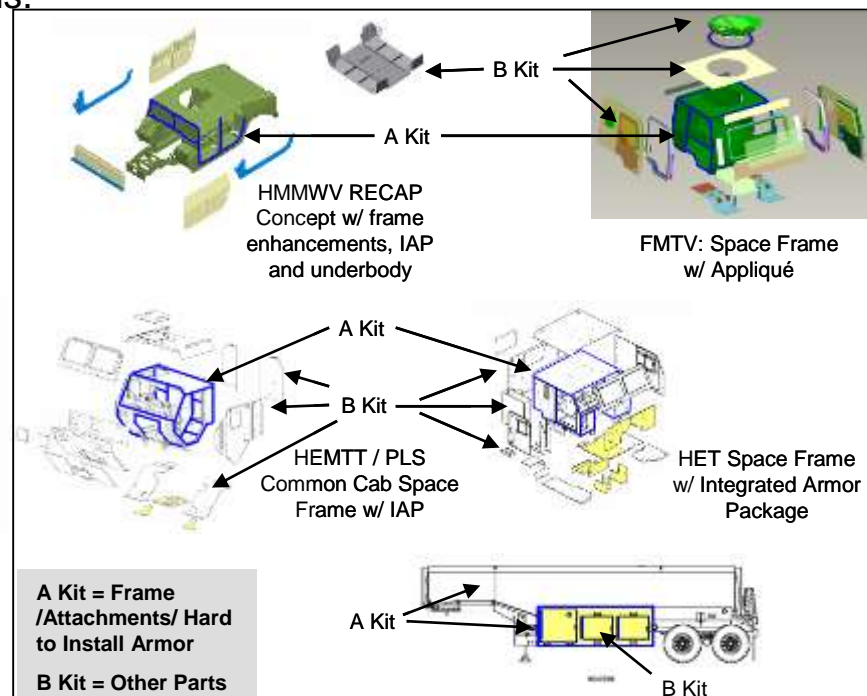 B Kit
A Kit
HMMWV RECAP
Concept w/ frame
enhancements, IAP
and underbody
FMTV: Space Frame
w/ Appliqué
A Kit
B Kit
HEMTT / PLS
Common Cab Space
Frame w/ IAP
HET Space Frame
w/ Integrated Armor
Package
A Kit = Frame
/Attachments/ Hard
to Install Armor
B Kit = Other Parts
A Kit
B Kit